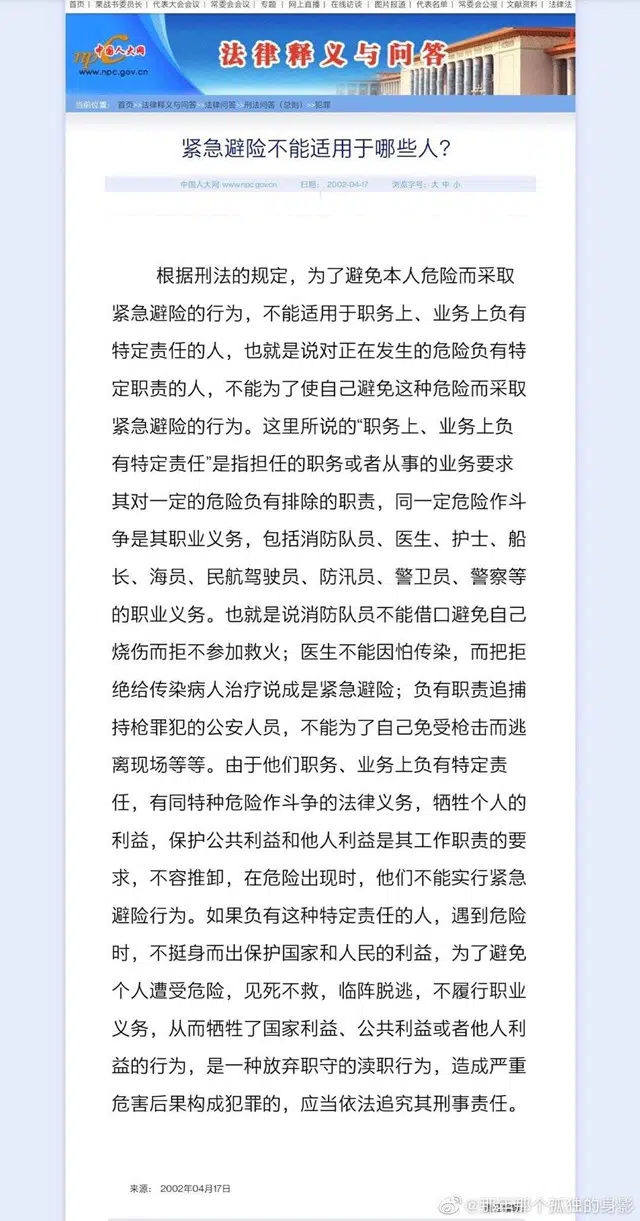 首页 | 栗战书委员长 | 代表大会会议 | 常委会会议 | 专题 | 网上直播 | 在线访谈 | 图片报道 | 代表名单 | 常委会公报 | 文献资料 | 法律法
npc 中国人大网
www.npc.gov.cn
法律释义与问答
当前位置： 首页>>法律释义与问答>>法律问答>>刑法问答（总则）>>犯罪
紧急避险不能适用于哪些人？
中国人大网 www.npc.gov.cn 日期： 2002-04-17 浏览字号：大 中 小
根据刑法的规定，为了避免本人危险而采取
紧急避险的行为，不能适用于职务上、业务上负有
特定责任的人，也就是说对正在发生的危险负有特
定职责的人，不能为了使自己避免这种危险而采取
紧急避险的行为。这里所说的“职务上、业务上负
有特定责任”是指担任的职务或者从事的业务要求
其对一定的危险负有排除的职责，同一定危险作斗
争是其职业义务，包括消防队员、医生、护士、船
长、海员、民航驾驶员、防汛员、警卫员、警察等
的职业义务。也就是说消防队员不能借口避免自己
烧伤而拒不参加救火；医生不能因怕传染，而把拒
绝给传染病人治疗说成是紧急避险；负有职责追捕
持枪罪犯的公安人员，不能为了自己免受枪击而逃
离现场等等。由于他们职务、业务上负有特定责
任，有同特种危险作斗争的法律义务，牺牲个人的
利益，保护公共利益和他人利益是其工作职责的要
求，不容推卸，在危险出现时，他们不能实行紧急
避险行为。如果负有这种特定责任的人，遇到危险
时，不挺身而出保护国家和人民的利益，为了避免
个人遭受危险，见死不救，临阵脱逃，不履行职业
义务，从而牺牲了国家利益、公共利益或者他人利
益的行为，是一种放弃职守的渎职行为，造成严重
危害后果构成犯罪的，应当依法追究其刑事责任。
来源： 2002年04月17日
@那年那个孤独的身影